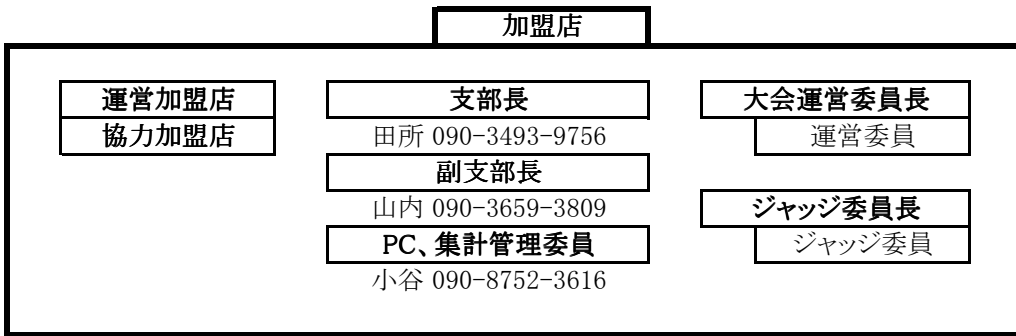 加盟店
運営加盟店
協力加盟店
支部長
田所 090-3493-9756
副支部長
山内 090-3659-3809
PC、集計管理委員
小谷 090-8752-3616
大会運営委員長
運営委員
ジャッジ委員長
ジャッジ委員